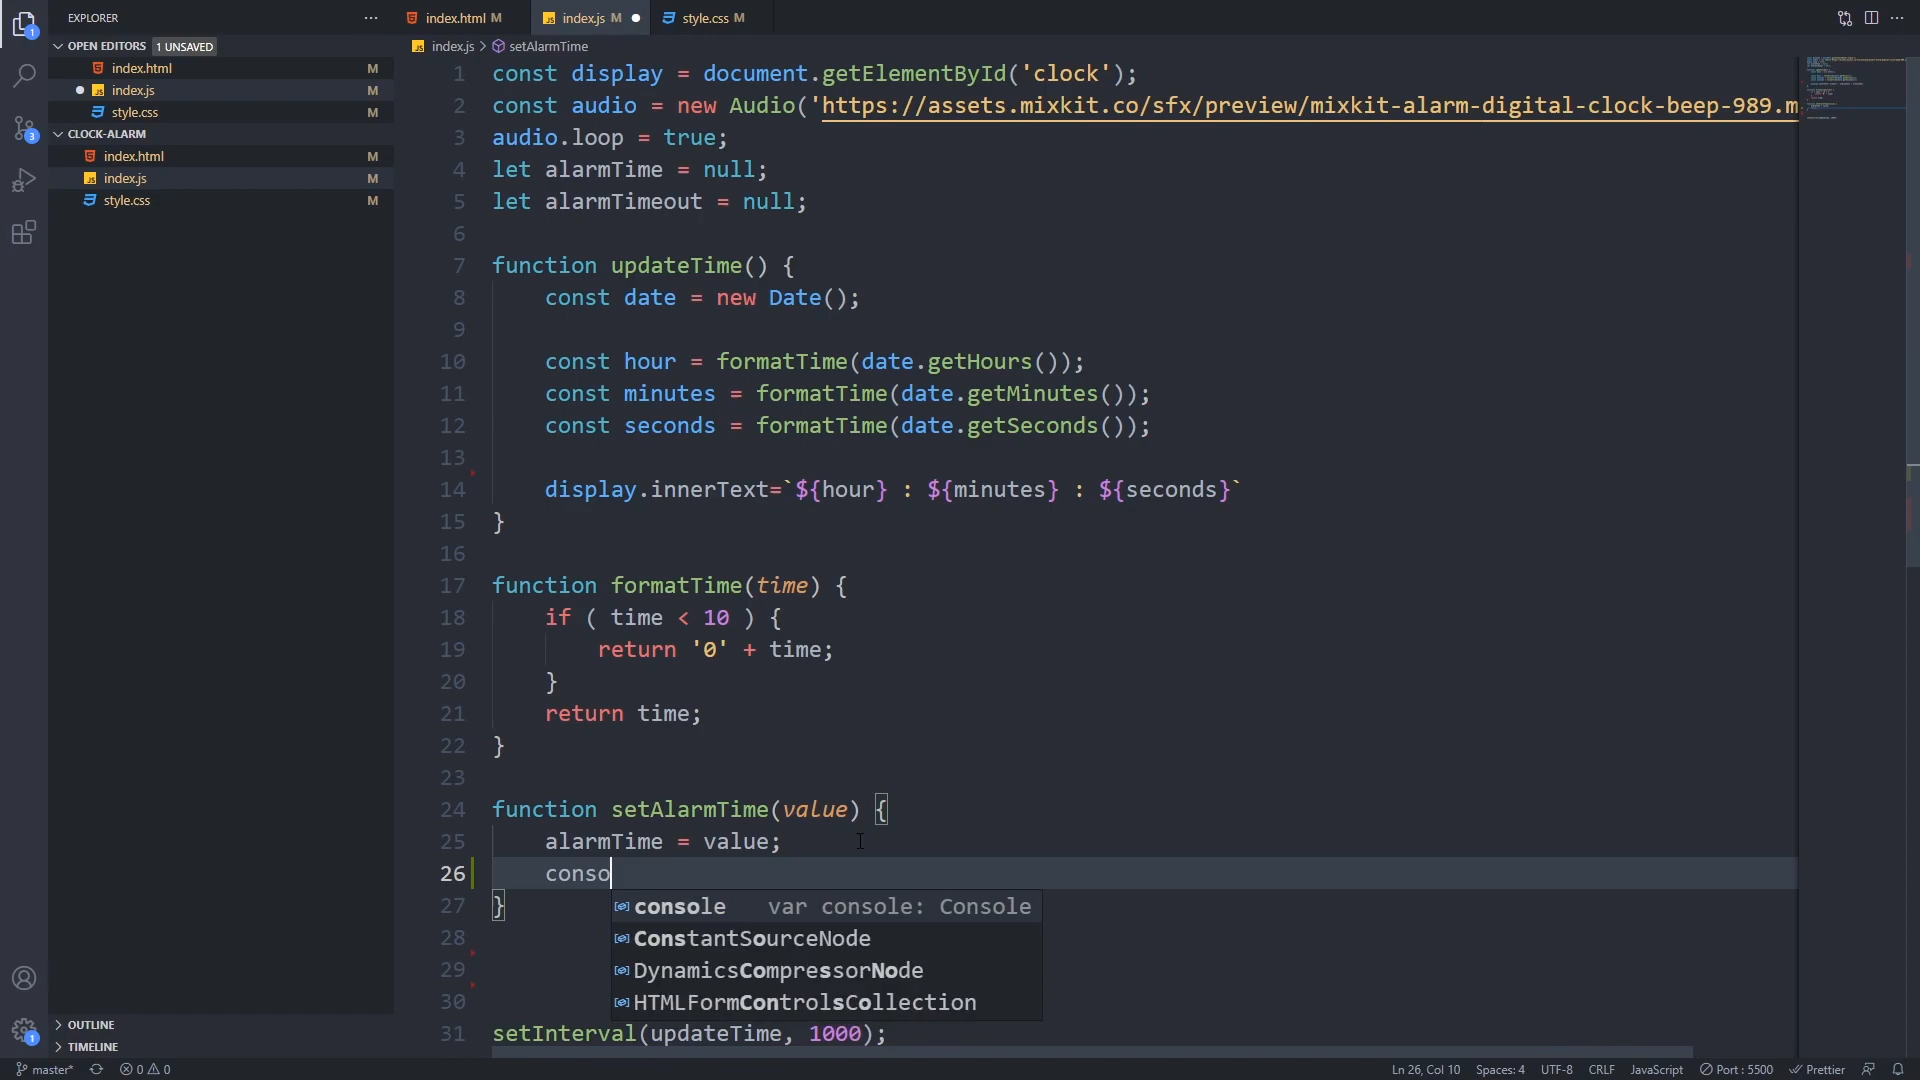 EXPLORER
OPEN EDITORS 1 UNSAVED
index.html M
index.js M
style.css M
CLOCK-ALARM
index.html M
index.js M
style.css M
OUTLINE
TIMELINE
1
3
1
index.html M
index.js M
style.css M
index.js > setAlarmTime
1 const display = document.getElementById('clock');
2 const audio = new Audio('https://assets.mixkit.co/sfx/preview/mixkit-alarm-digital-clock-beep-989.m
3 audio.loop = true;
4 let alarmTime = null;
5 let alarmTimeout = null;
6
7 function updateTime() {
8 const date = new Date();
9
10 const hour = formatTime(date.getHours());
11 const minutes = formatTime(date.getMinutes());
12 const seconds = formatTime(date.getSeconds());
13
14 display.innerText=`${hour} : ${minutes} : ${seconds}`
15 }
16
17 function formatTime(time) {
18 if ( time < 10 ) {
19 return '0' + time;
20 }
21 return time;
22 }
23
24 function setAlarmTime(value) {
25 alarmTime = value;
26 conso
27 }
console var console: Console
28 ConstantSourceNode
29 DynamicsCompressorNode
30 HTMLFormControlsCollection
31 setInterval(updateTime, 1000);
master* 0 0 Ln 26, Col 10 Spaces: 4 UTF-8 CRLF JavaScript Port : 5500 Prettier